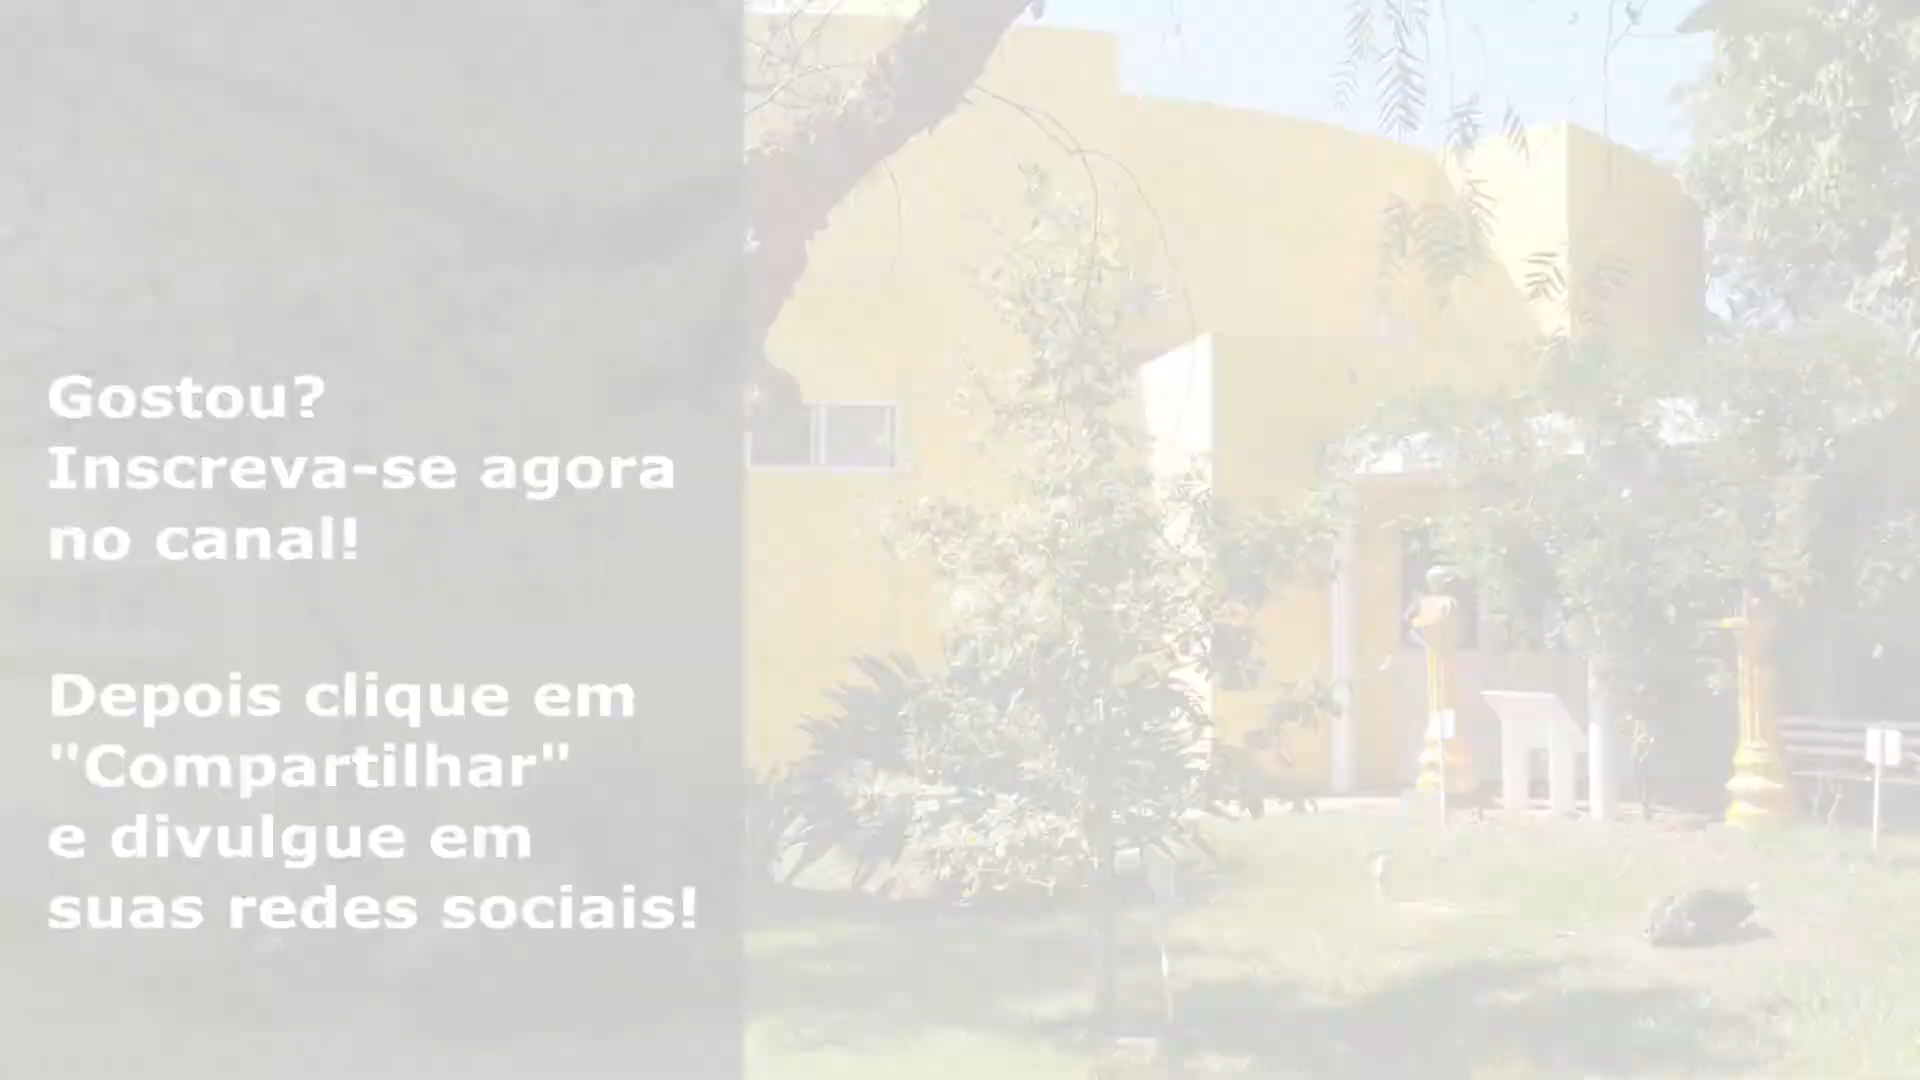 Gostou?
Inscreva-se agora
no canal!
Depois clique em
"Compartilhar"
e divulgue em
suas redes sociais!